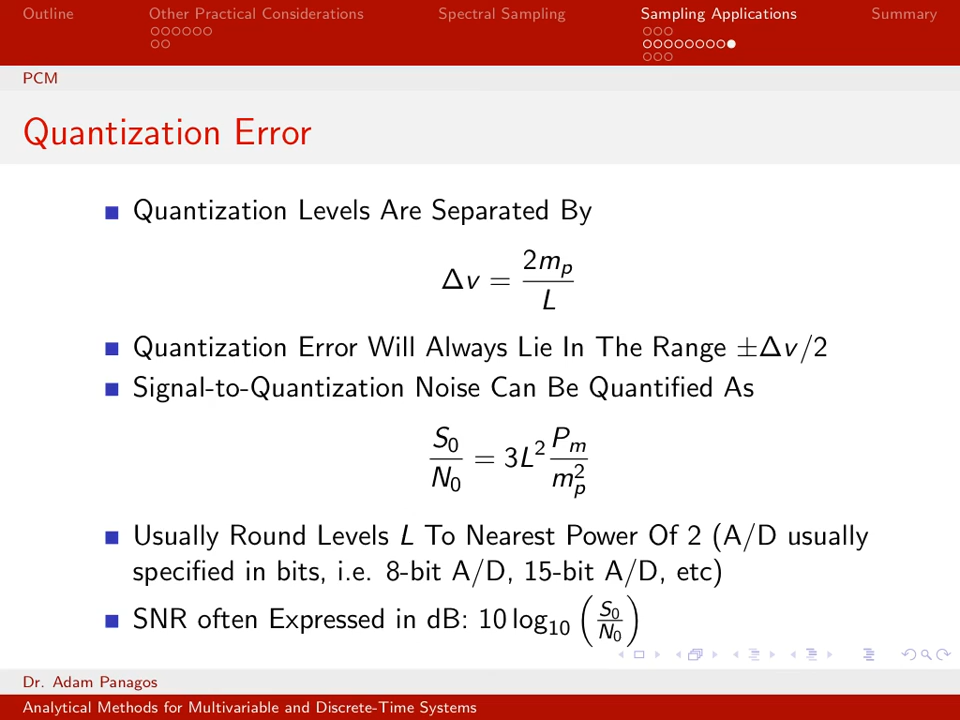 Outline Other Practical Considerations Spectral Sampling Sampling Applications Summary
PCM
Quantization Error
Quantization Levels Are Separated By
Δv = 2m_p / L
Quantization Error Will Always Lie In The Range ±Δv/2
Signal-to-Quantization Noise Can Be Quantified As
S_0 / N_0 = 3L^2 P_m / m_p^2
Usually Round Levels L To Nearest Power Of 2 (A/D usually
specified in bits, i.e. 8-bit A/D, 15-bit A/D, etc)
SNR often Expressed in dB: 10 log_10 (S_0 / N_0)
Dr. Adam Panagos
Analytical Methods for Multivariable and Discrete-Time Systems